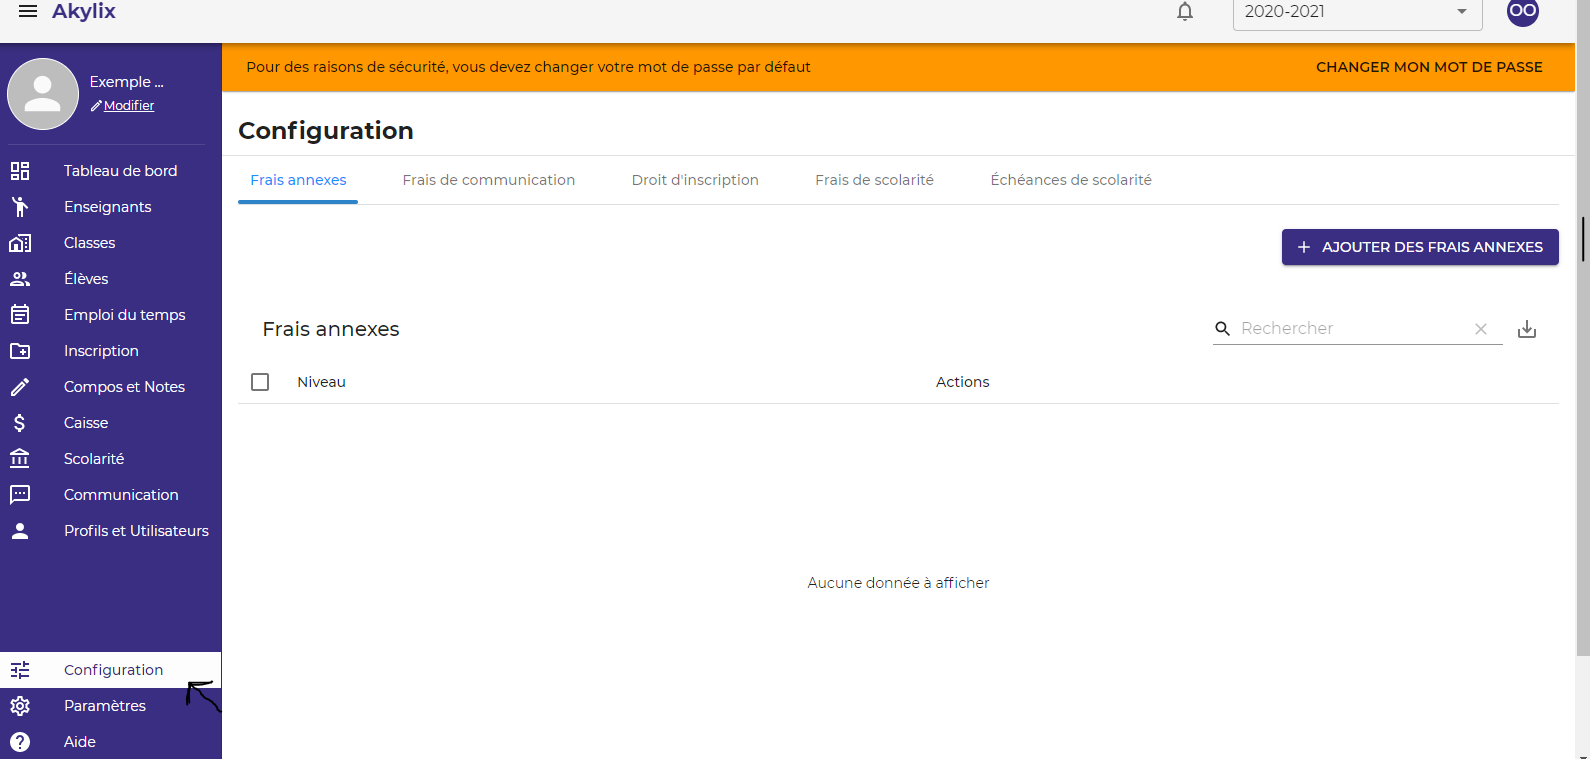 Akylix
2020-2021
OO
Exemple ...
Modifier
Tableau de bord
Enseignants
Classes
Élèves
Emploi du temps
Inscription
Compos et Notes
Caisse
Scolarité
Communication
Profils et Utilisateurs
Configuration
Paramètres
Aide
Pour des raisons de sécurité, vous devez changer votre mot de passe par défaut
CHANGER MON MOT DE PASSE
Configuration
Frais annexes
Frais de communication
Droit d'inscription
Frais de scolarité
Échéances de scolarité
+ AJOUTER DES FRAIS ANNEXES
Frais annexes
Rechercher
Niveau
Actions
Aucune donnée à afficher